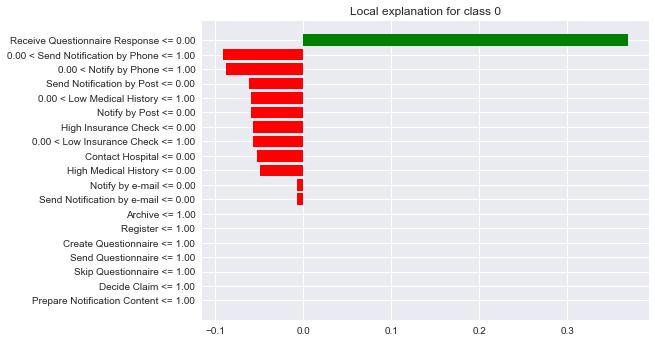 Local explanation for class 0
Receive Questionnaire Response <= 0.00
0.00 < Send Notification by Phone <= 1.00
0.00 < Notify by Phone <= 1.00
Send Notification by Post <= 0.00
0.00 < Low Medical History <= 1.00
Notify by Post <= 0.00
High Insurance Check <= 0.00
0.00 < Low Insurance Check <= 1.00
Contact Hospital <= 0.00
High Medical History <= 0.00
Notify by e-mail <= 0.00
Send Notification by e-mail <= 0.00
Archive <= 1.00
Register <= 1.00
Create Questionnaire <= 1.00
Send Questionnaire <= 1.00
Skip Questionnaire <= 1.00
Decide Claim <= 1.00
Prepare Notification Content <= 1.00
−0.1 0.0 0.1 0.2 0.3